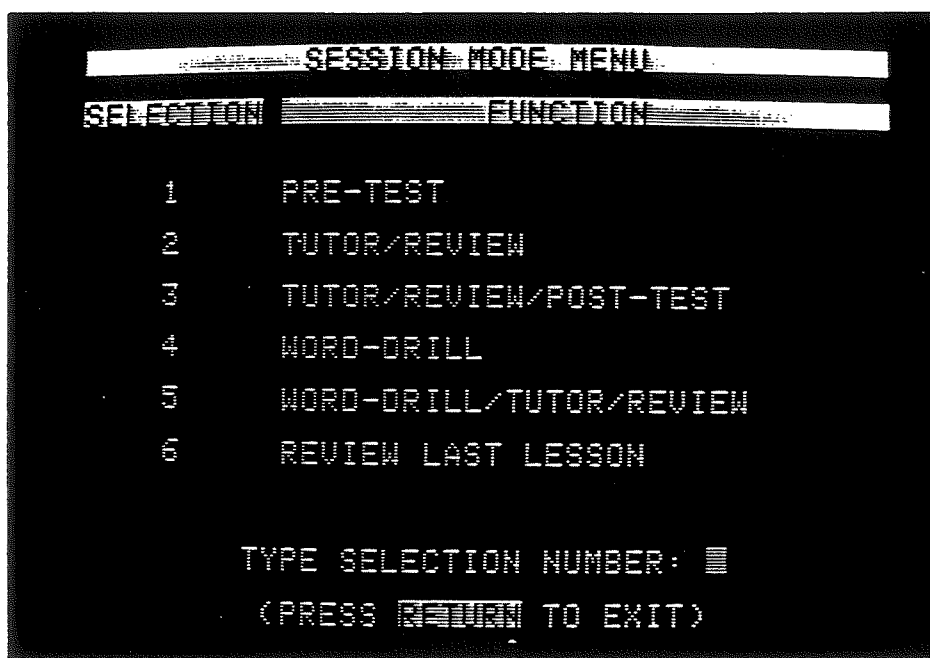 SESSION MODE MENU
SELECTION FUNCTION
1 PRE-TEST
2 TUTOR/REVIEW
3 TUTOR/REVIEW/POST-TEST
4 WORD-DRILL
5 WORD-DRILL/TUTOR/REVIEW
6 REVIEW LAST LESSON
TYPE SELECTION NUMBER:
(PRESS RETURN TO EXIT)